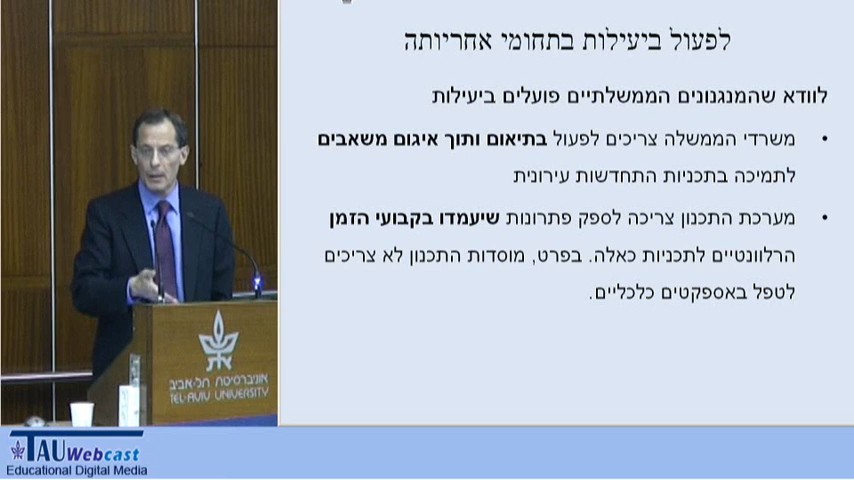 לפעול ביעילות בתחומי אחריותה
לוודא שהמנגנונים הממשלתיים פועלים ביעילות
• משרדי הממשלה צריכים לפעול בתיאום ותוך איגום משאבים
לתמיכה בתכניות התחדשות עירונית
• מערכת התכנון צריכה לספק פתרונות שיעמדו בקבועי הזמן
הרלוונטיים לתכניות כאלה. בפרט, מוסדות התכנון לא צריכים
לטפל באספקטים כלכליים.
אוניברסיטת תל-אביב
TEL-AVIV UNIVERSITY
TAU Webcast
Educational Digital Media